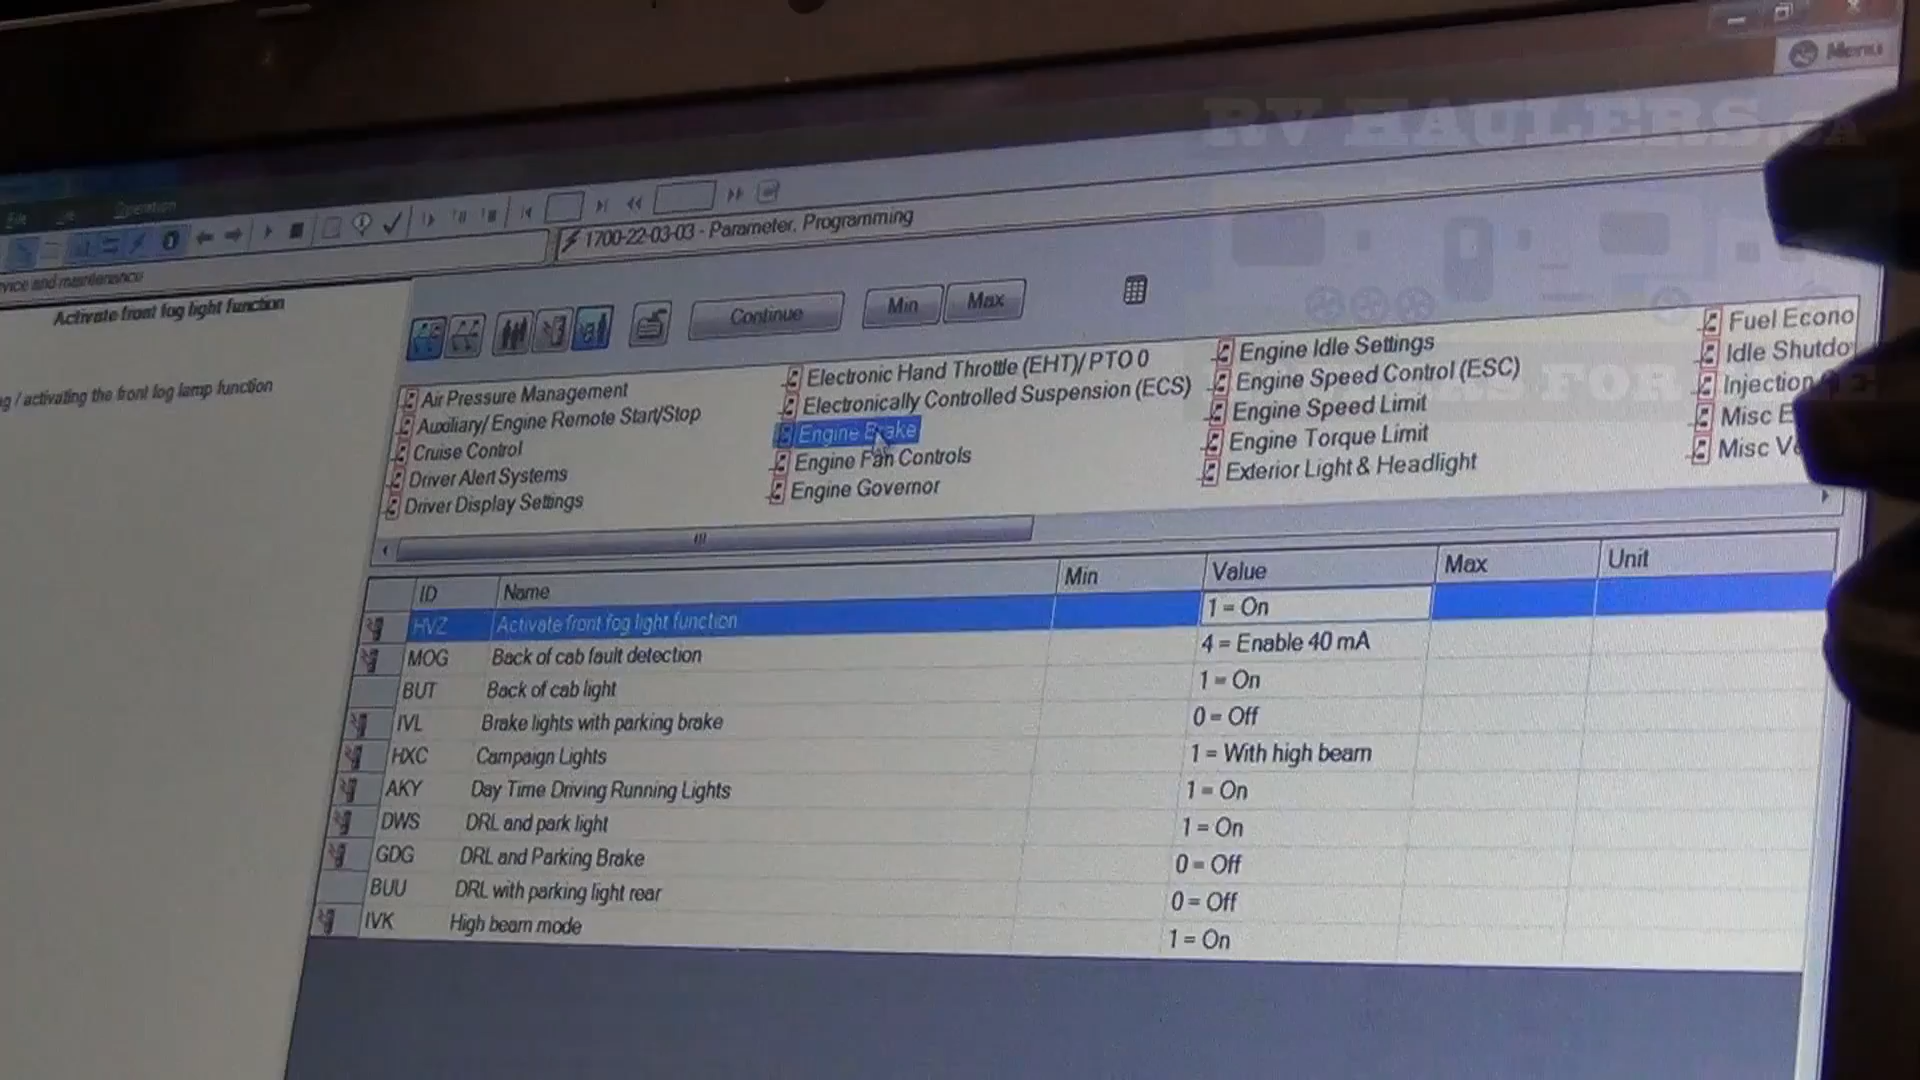 Menu
RV HAULERS.CA
Operation
1700-22-03-03 - Parameter, Programming
Activate front fog light function
/ activating the front fog lamp function
Continue
Min
Max
Air Pressure Management
Auxiliary/ Engine Remote Start/Stop
Cruise Control
Driver Alert Systems
Driver Display Settings
Electronic Hand Throttle (EHT)/ PTO 0
Electronically Controlled Suspension (ECS)
Engine Brake
Engine Fan Controls
Engine Governor
Engine Idle Settings
Engine Speed Control (ESC)
Engine Speed Limit
Engine Torque Limit
Exterior Light & Headlight
Fuel Econo
Idle Shutdo
Injection
Misc E
Misc V
ID Name Min Value Max Unit
HVZ Activate front fog light function 1 = On
MOG Back of cab fault detection 4 = Enable 40 mA
BUT Back of cab light 1 = On
IVL Brake lights with parking brake 0 = Off
HXC Campaign Lights 1 = With high beam
AKY Day Time Driving Running Lights 1 = On
DWS DRL and park light 1 = On
GDG DRL and Parking Brake 0 = Off
BUU DRL with parking light rear 0 = Off
IVK High beam mode 1 = On